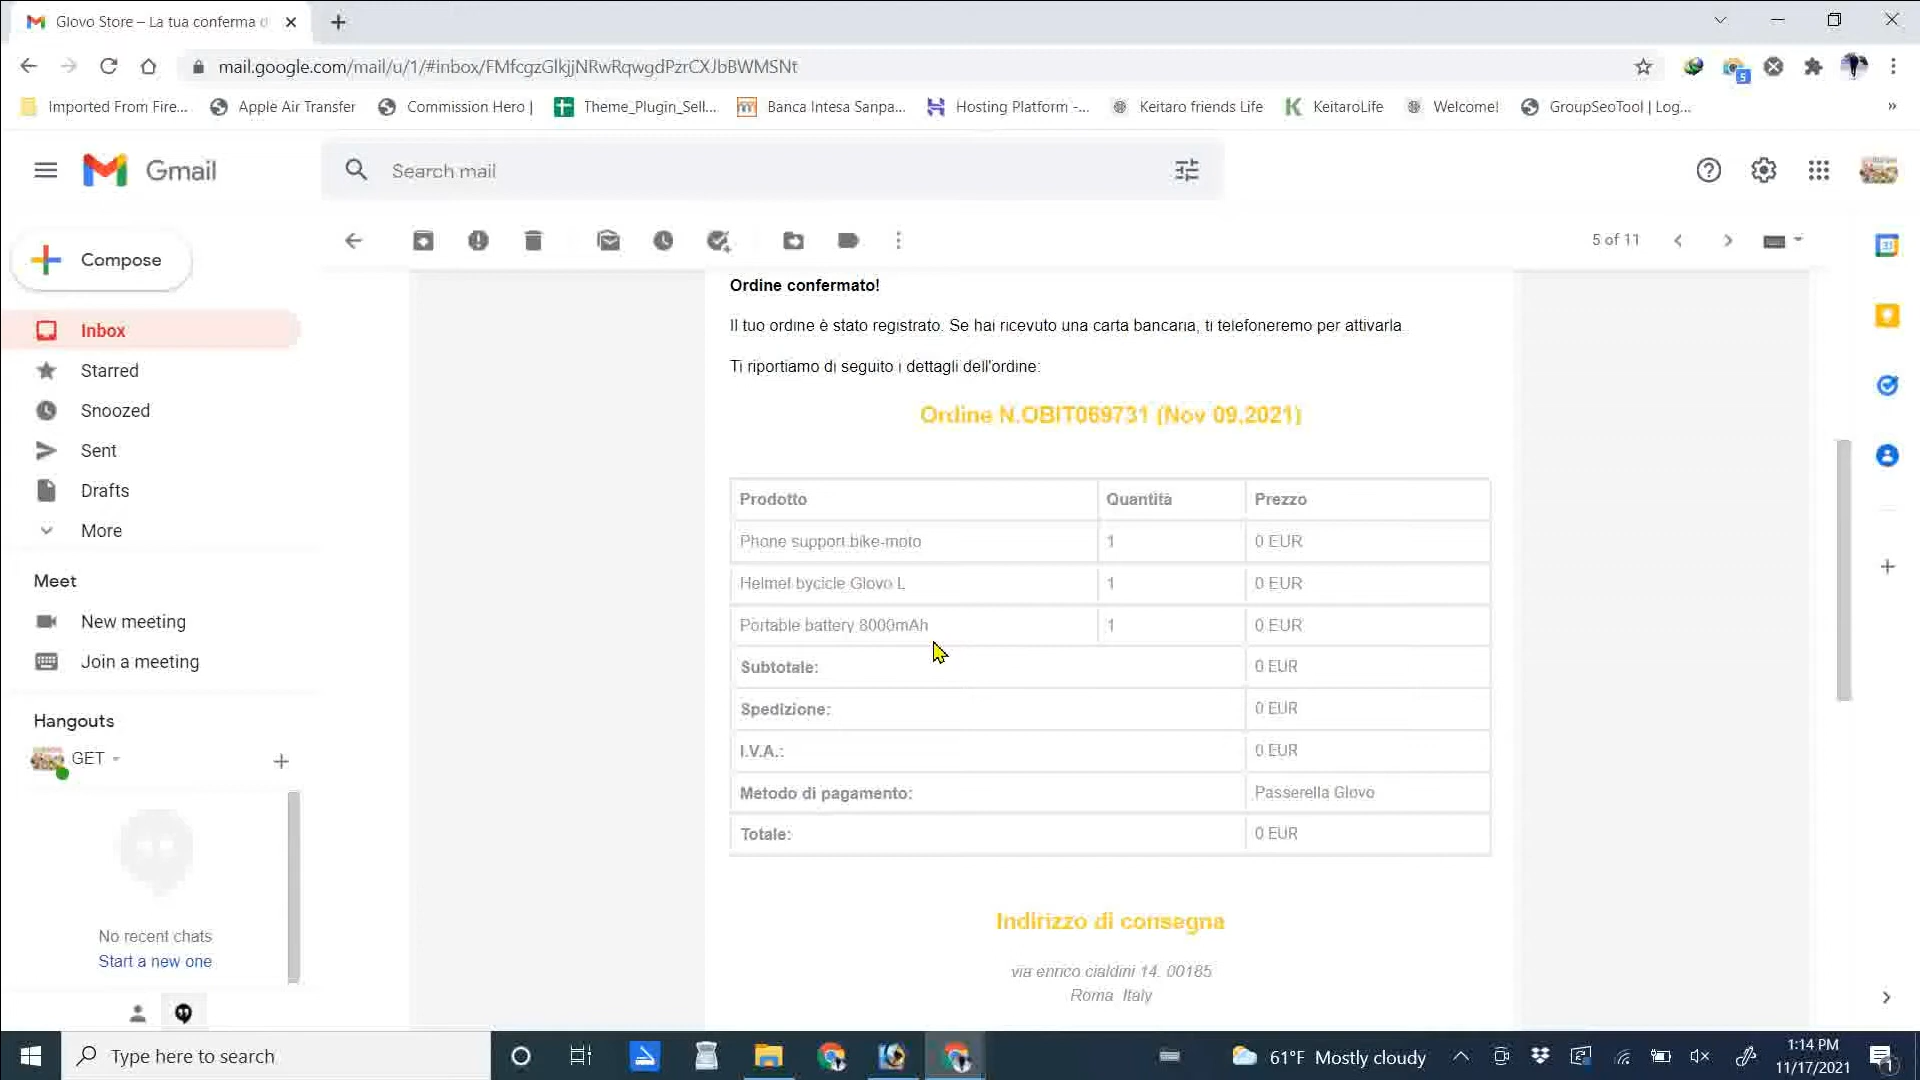 Glovo Store – La tua conferma d
mail.google.com/mail/u/1/#inbox/FMfcgzGlkjjNRwRqwgdPzrCXJbBWMSNt
5
Imported From Fire...
Apple Air Transfer
Commission Hero |
Theme_Plugin_Sell...
Banca Intesa Sanpa...
Hosting Platform -...
Keitaro friends Life
KeitaroLife
Welcome!
GroupSeoTool | Log...
»
Gmail
Search mail
Compose
5 of 11
31
Inbox
Starred
Snoozed
Sent
Drafts
More
Meet
New meeting
Join a meeting
Hangouts
GET
No recent chats
Start a new one
Ordine confermato!
Il tuo ordine è stato registrato. Se hai ricevuto una carta bancaria, ti telefoneremo per attivarla
Ti riportiamo di seguito i dettagli dell'ordine:
Ordine N.OBIT069731 (Nov 09,2021)
Prodotto Quantità Prezzo
Phone support bike-moto 1 0 EUR
Helmet bycicle Glovo L 1 0 EUR
Portable battery 8000mAh 1 0 EUR
Subtotale: 0 EUR
Spedizione: 0 EUR
I.V.A.: 0 EUR
Metodo di pagamento: Passerella Glovo
Totale: 0 EUR
Indirizzo di consegna
via enrico cialdini 14, 00185
Roma Italy
Type here to search
61°F Mostly cloudy
1:14 PM
11/17/2021
1